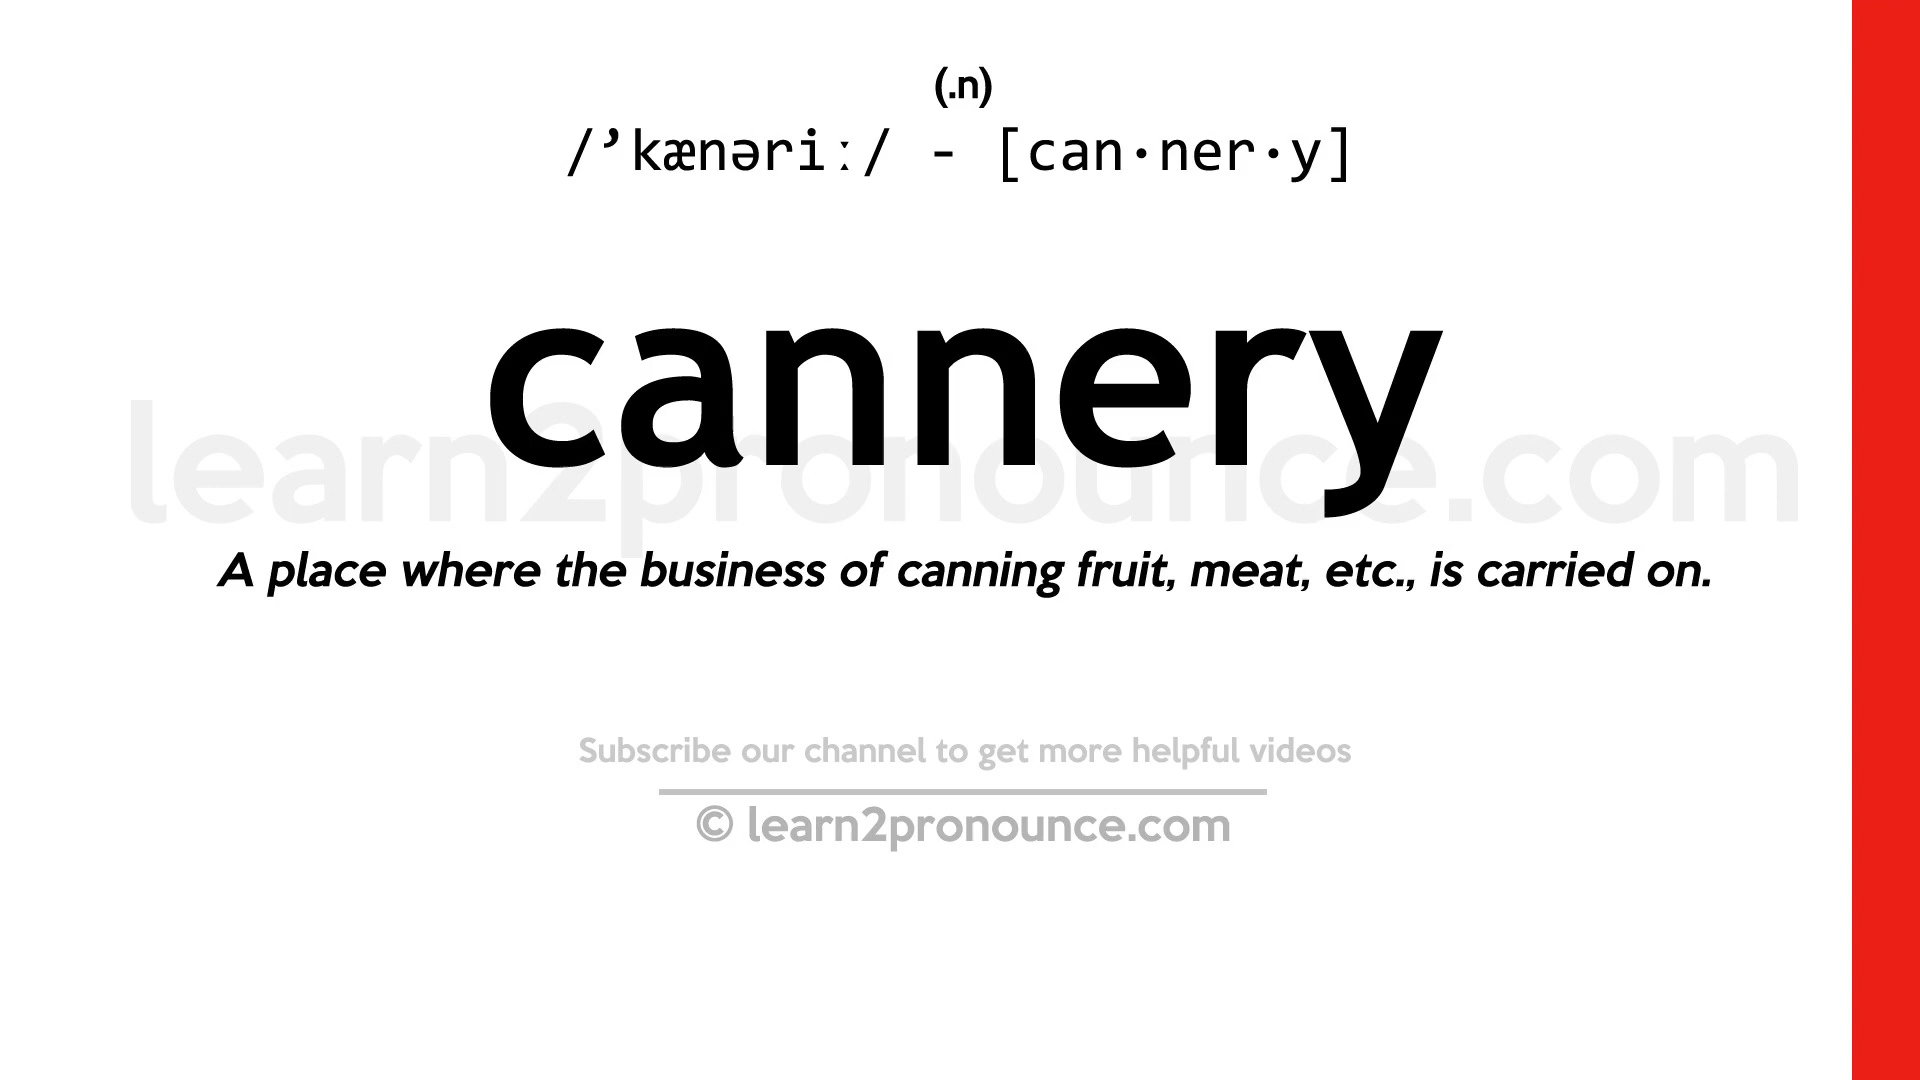 (.n)
/’kænəriː/ - [can·ner·y]
cannery
learn2pronounce.com
A place where the business of canning fruit, meat, etc., is carried on.
Subscribe our channel to get more helpful videos
© learn2pronounce.com